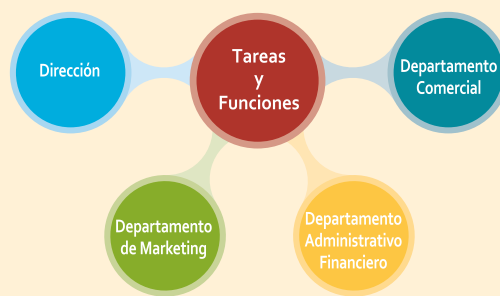 Dirección
Tareas
y
Funciones
Departamento
Comercial
Departamento
de Marketing
Departamento
Administrativo
Financiero